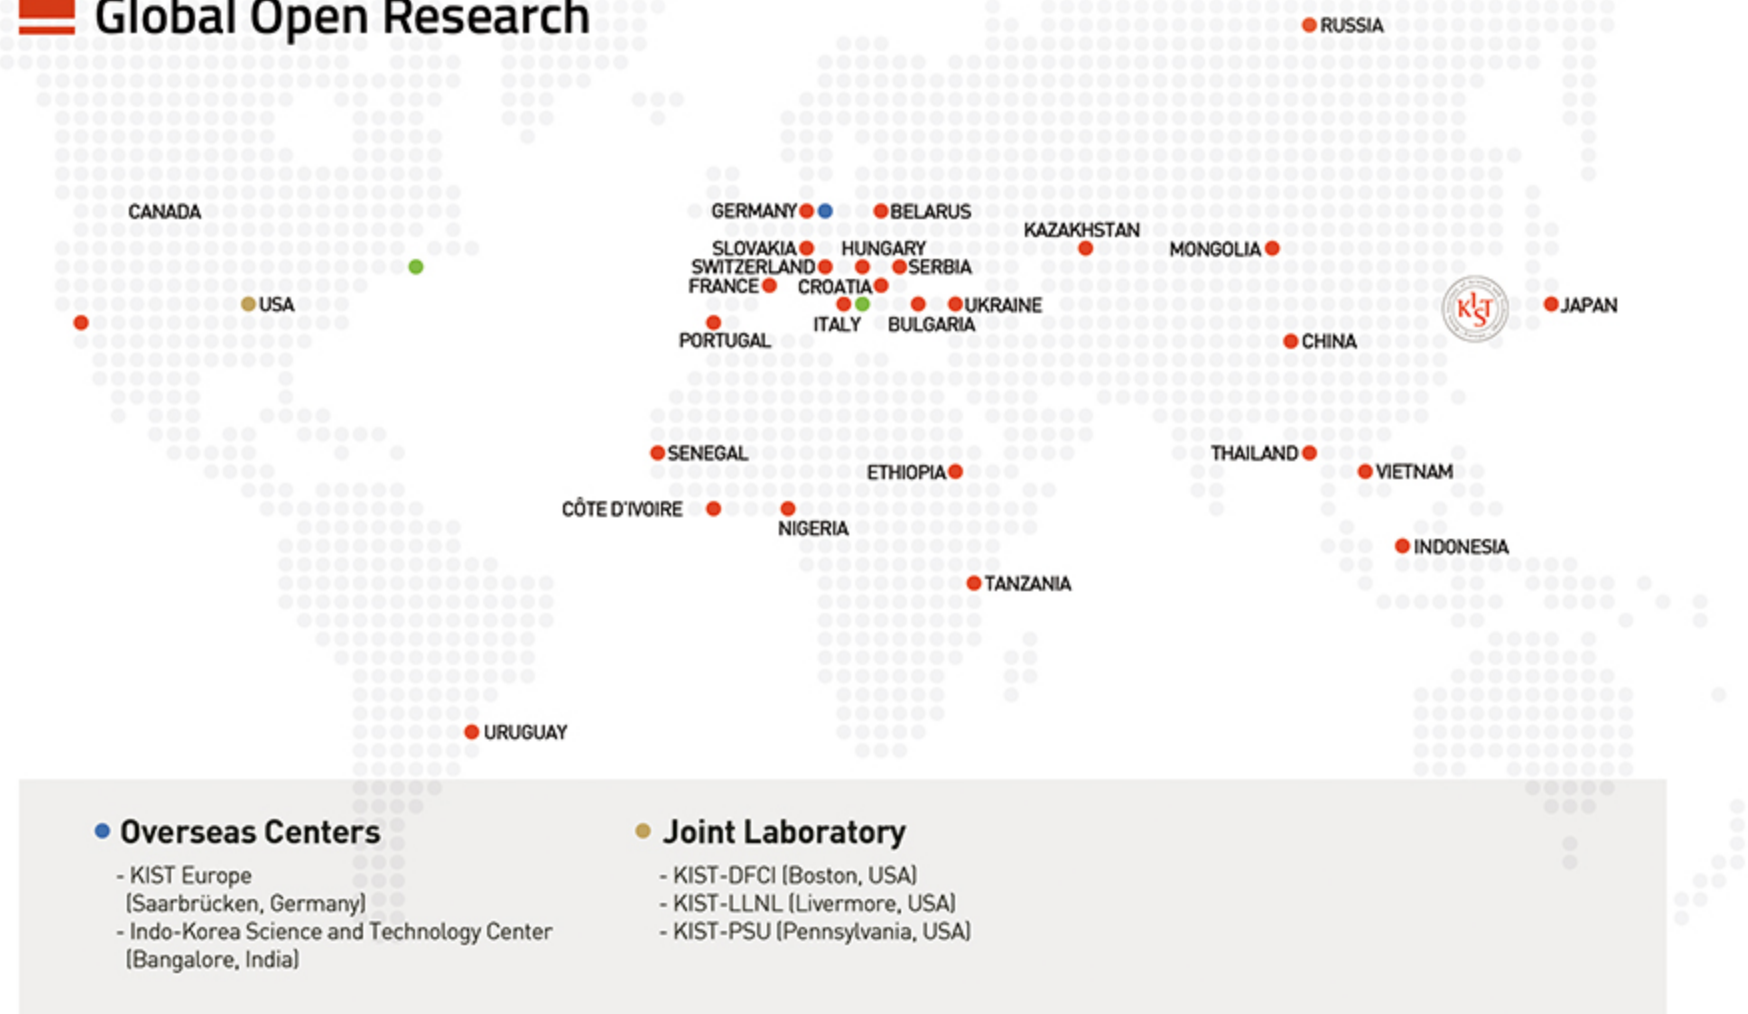 Global Open Research
RUSSIA
CANADA
GERMANY
BELARUS
KAZAKHSTAN
SLOVAKIA
HUNGARY
MONGOLIA
SWITZERLAND
SERBIA
FRANCE
CROATIA
USA
UKRAINE
KIST
JAPAN
ITALY
BULGARIA
PORTUGAL
CHINA
SENEGAL
THAILAND
ETHIOPIA
VIETNAM
CÔTE D'IVOIRE
NIGERIA
INDONESIA
TANZANIA
URUGUAY
Overseas Centers
- KIST Europe
(Saarbrücken, Germany)
- Indo-Korea Science and Technology Center
(Bangalore, India)
Joint Laboratory
- KIST-DFCI (Boston, USA)
- KIST-LLNL (Livermore, USA)
- KIST-PSU (Pennsylvania, USA)